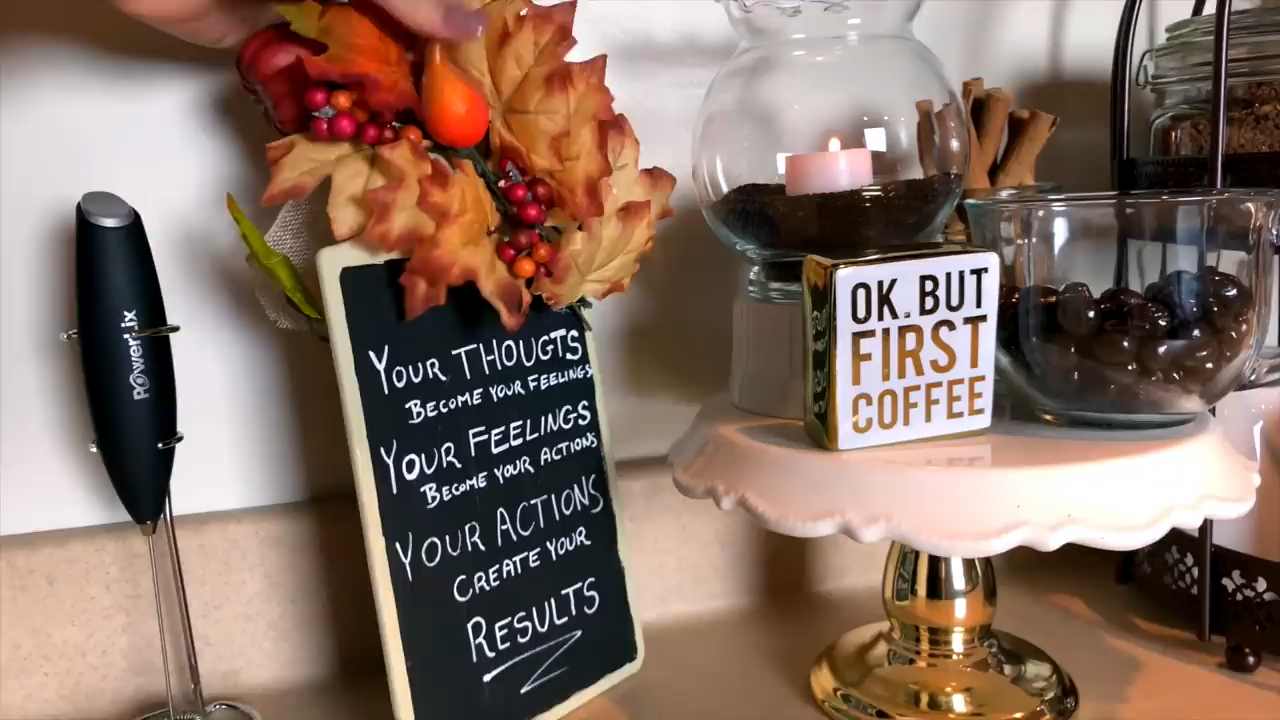 PowerLix
YOUR THOUGTS
BECOME YOUR FEELINGS
YOUR FEELINGS
BECOME YOUR ACTIONS
YOUR ACTIONS
CREATE YOUR
RESULTS
OK. BUT
FIRST
COFFEE